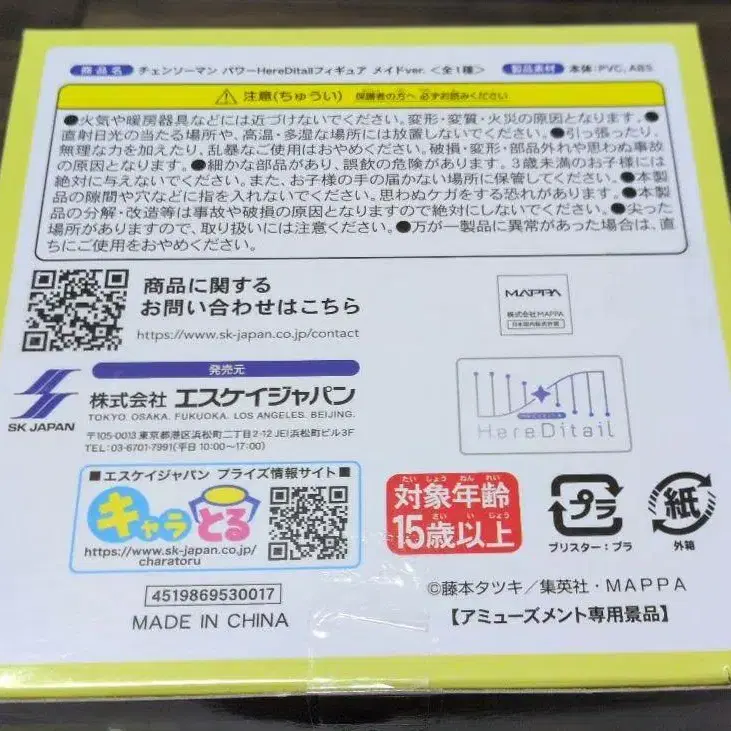 商品名 チェンソーマン パワーHereDitailフィギュア メイドver. <全1種> 製品素材 本体:PVC, ABS
注意(ちゅうい) 保護者の方へ 必ずお読みください
●火気や暖房器具などには近づけないでください。変形・変質・火災の原因となります。●
直射日光の当たる場所や、高温・多湿な場所には放置しないでください。●引っ張ったり、
無理な力を加えたり、乱暴なご使用はおやめください。破損・変形・部品外れや思わぬ事故
の原因となります。●細かな部品があり、誤飲の危険があります。3歳未満のお子様には
絶対に与えないでください。また、お子様の手の届かない場所に保管してください。●本製
品の隙間や穴などに指を入れないでください。思わぬケガをする恐れがあります。●本製
品の分解・改造等は事故や破損の原因となりますので絶対にしないでください。●尖った
場所がありますので、取り扱いには注意ください。●万が一製品に異常があった場合は、直
ちにご使用をおやめください。
商品に関する
お問い合わせはこちら
https://www.sk-japan.co.jp/contact
MAPPA
株式会社MAPPA
日本国内販売許諾
発売元
SK JAPAN
株式会社 エスケイジャパン
TOKYO. OSAKA. FUKUOKA. LOS ANGELES. BEIJING.
〒105-0013 東京都港区浜松町二丁目2-12 JEI浜松町ビル3F
TEL:03-6701-7991(平日 10:00~17:00)
HereDitail
■エスケイジャパン プライズ情報サイト■
キャラとる
https://www.sk-japan.co.jp/
charatoru
たいしょうねんれい
対象年齢
さいいじょう
15歳以上
プラ
ブリスター:プラ
紙
外箱
4519869530017
MADE IN CHINA
©藤本タツキ/集英社・MAPPA
【アミューズメント専用景品】